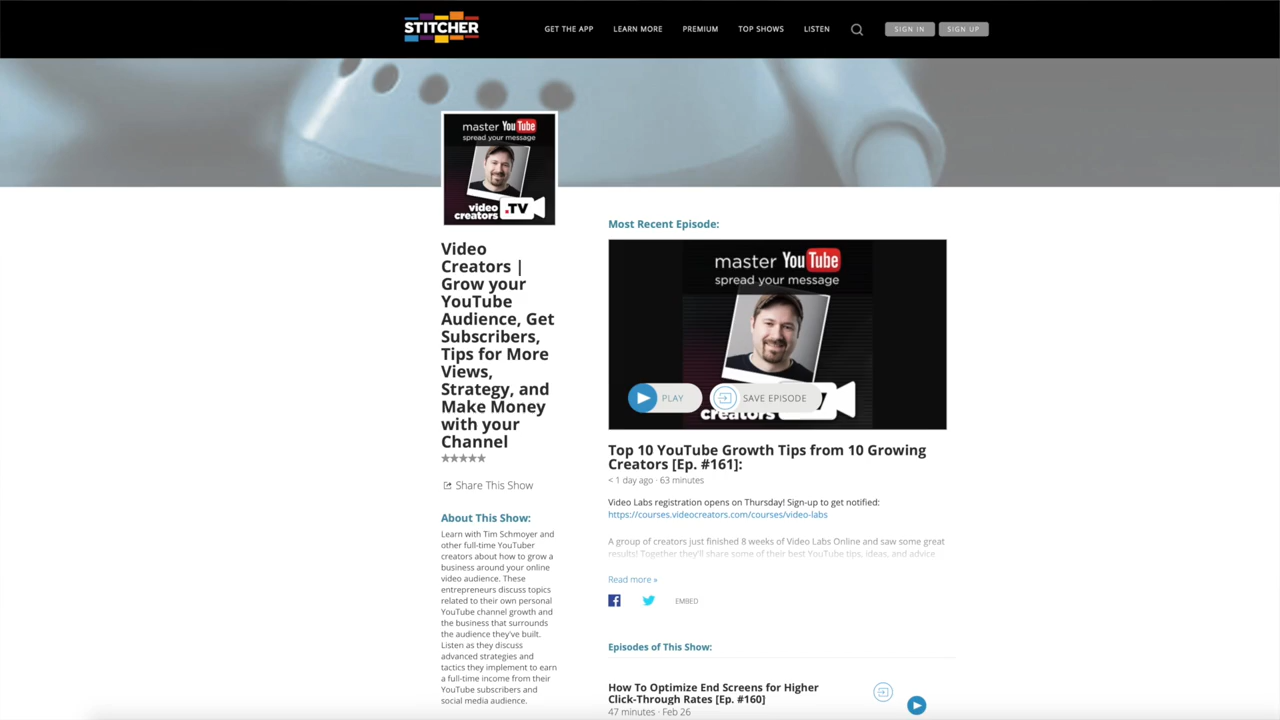 STITCHER
GET THE APP
LEARN MORE
PREMIUM
TOP SHOWS
LISTEN
SIGN IN
SIGN UP
master YouTube
spread your message
video
creators .TV
Video
Creators |
Grow your
YouTube
Audience, Get
Subscribers,
Tips for More
Views,
Strategy, and
Make Money
with your
Channel
Share This Show
About This Show:
Learn with Tim Schmoyer and
other full-time YouTuber
creators about how to grow a
business around your online
video audience. These
entrepreneurs discuss topics
related to their own personal
YouTube channel growth and
the business that surrounds
the audience they've built.
Listen as they discuss
advanced strategies and
tactics they implement to earn
a full-time income from their
YouTube subscribers and
social media audience.
Most Recent Episode:
master YouTube
spread your message
PLAY
SAVE EPISODE
creators
Top 10 YouTube Growth Tips from 10 Growing
Creators [Ep. #161]:
< 1 day ago · 63 minutes
Video Labs registration opens on Thursday! Sign-up to get notified:
https://courses.videocreators.com/courses/video-labs
A group of creators just finished 8 weeks of Video Labs Online and saw some great
results! Together they'll share some of their best YouTube tips, ideas, and advice
Read more »
EMBED
Episodes of This Show:
How To Optimize End Screens for Higher
Click-Through Rates [Ep. #160]
47 minutes · Feb 26